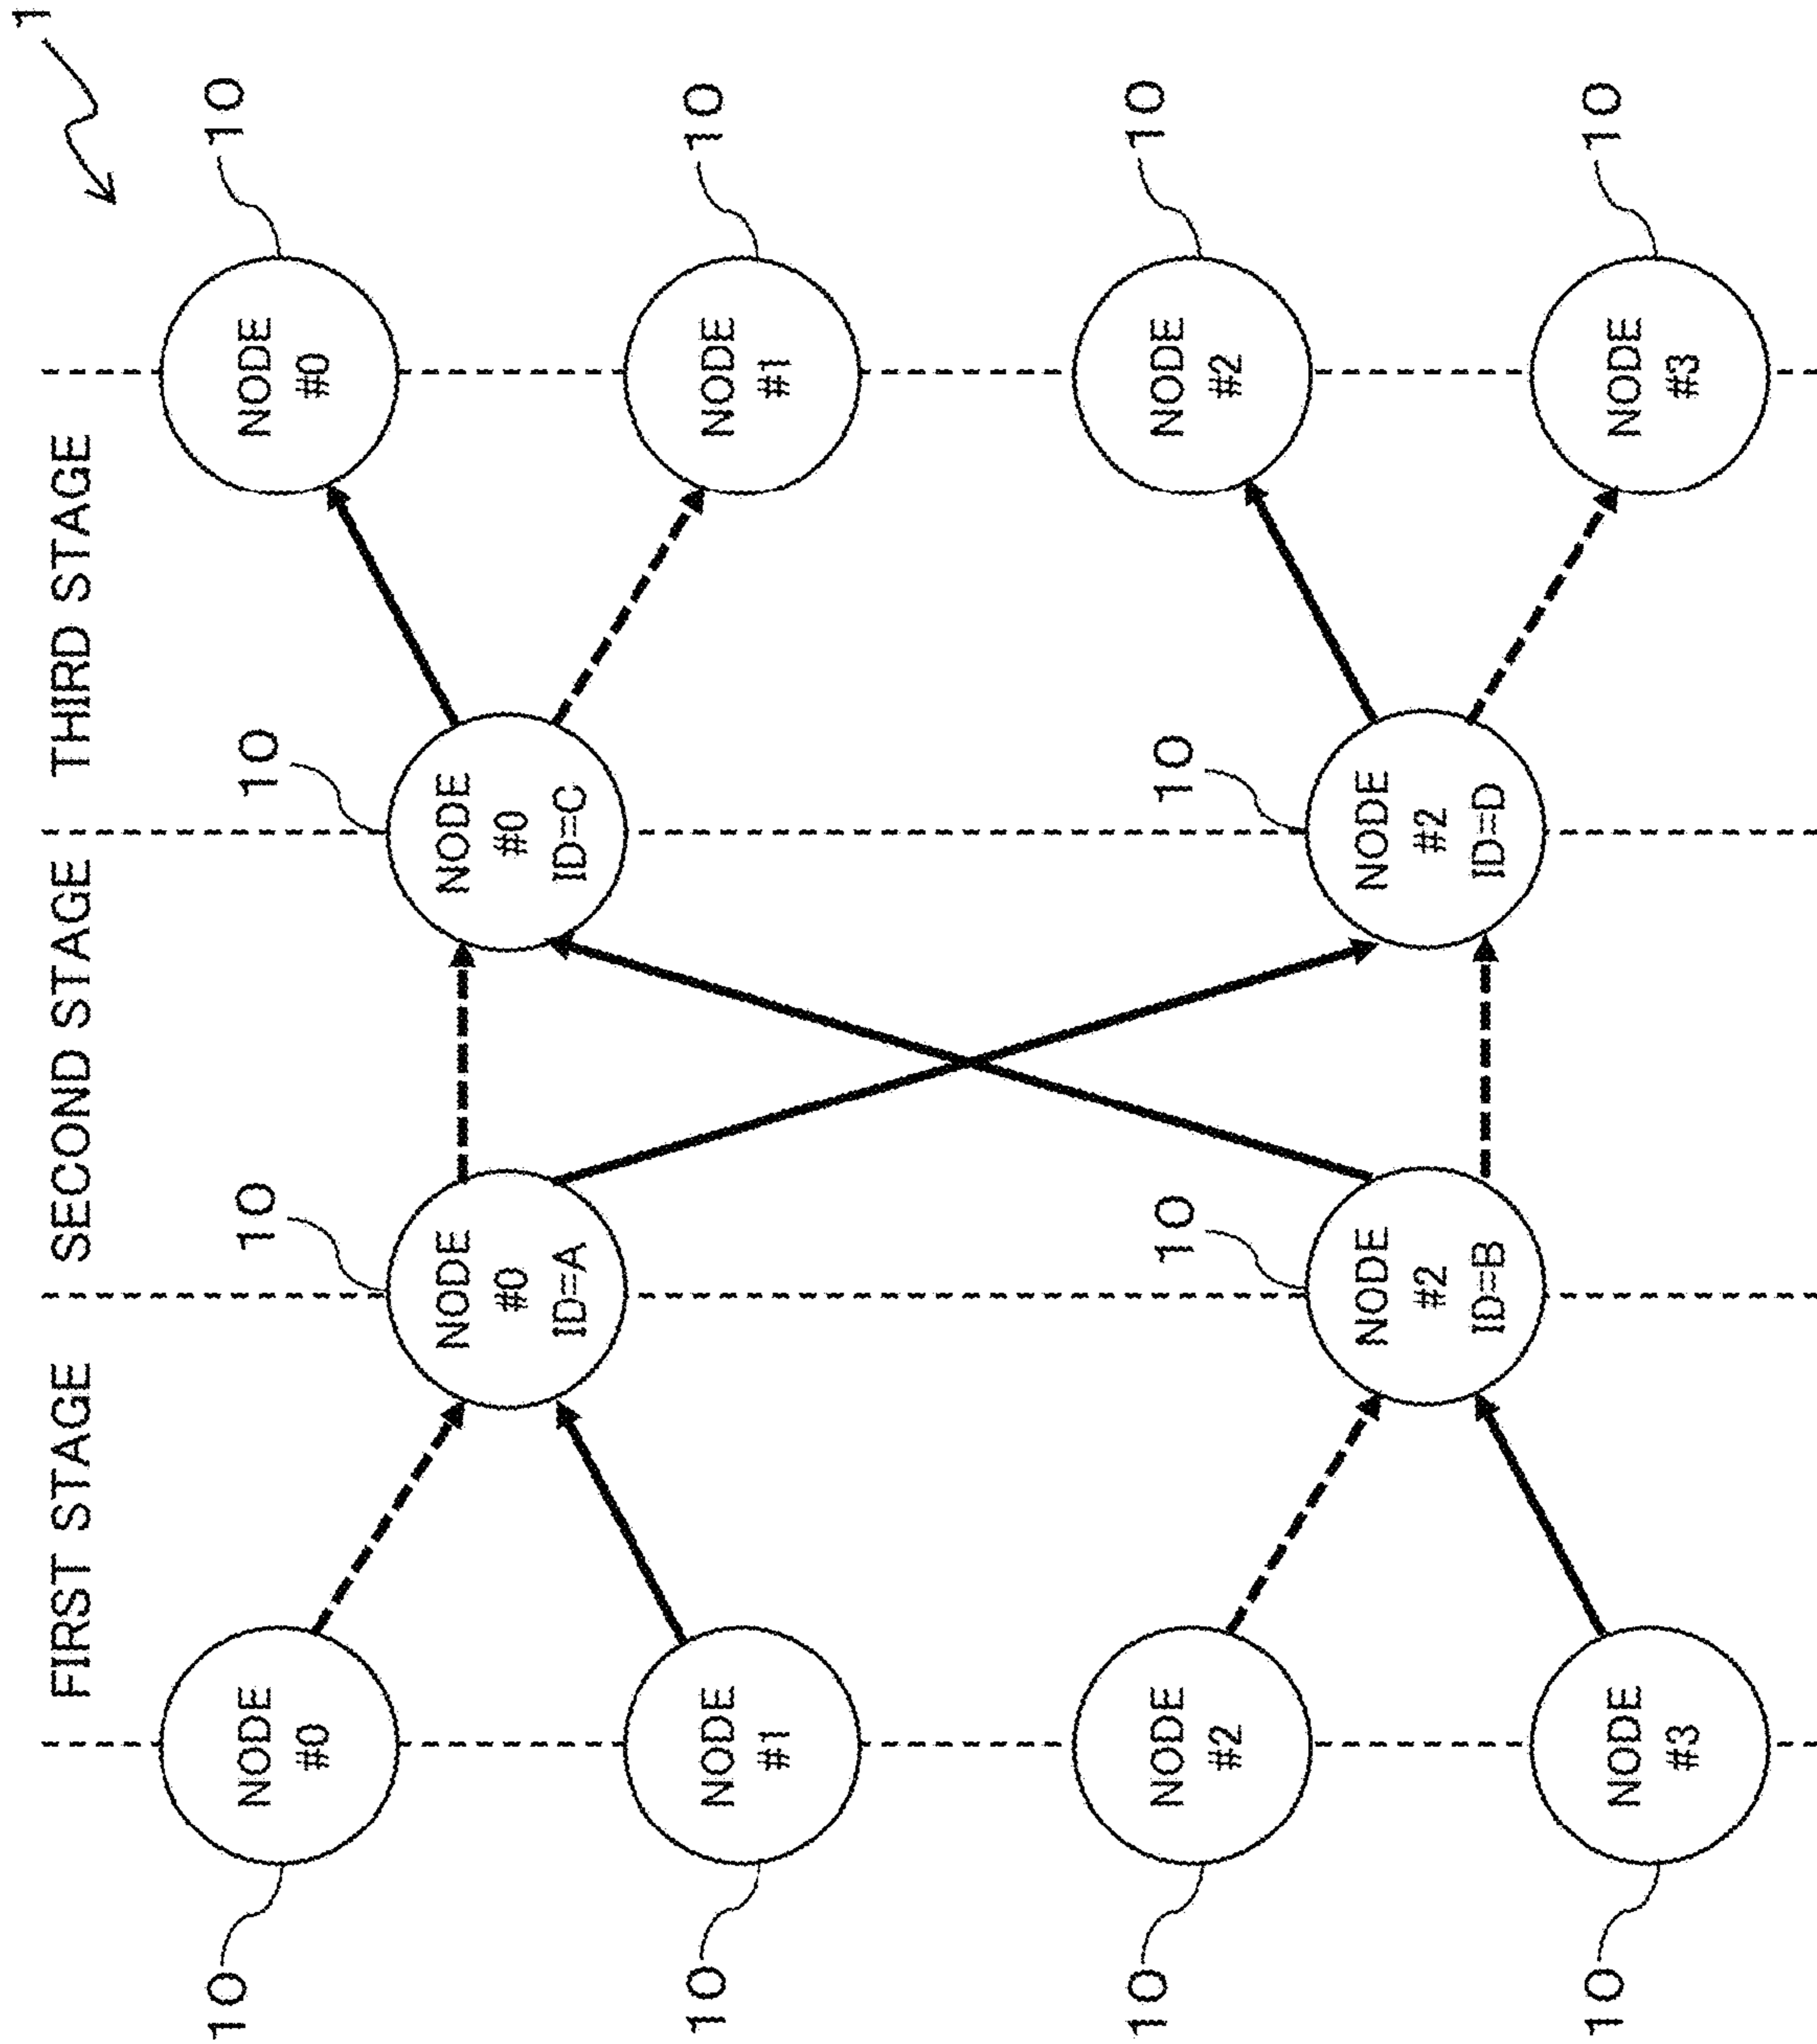 1
FIRST STAGE
SECOND STAGE
THIRD STAGE
10
NODE
#0
10
NODE
#1
10
NODE
#2
10
NODE
#3
10
NODE
#0
ID=A
10
NODE
#2
ID=B
10
NODE
#0
ID=C
10
NODE
#2
ID=D
10
NODE
#0
10
NODE
#1
10
NODE
#2
10
NODE
#3